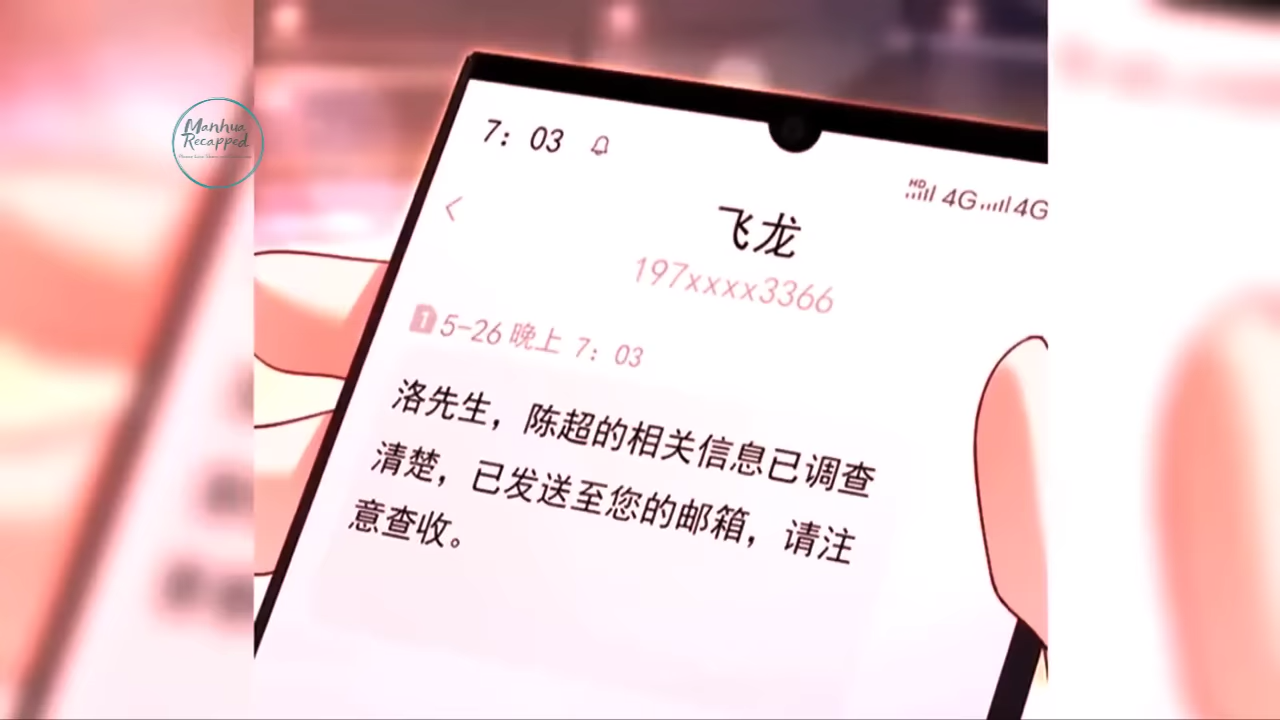 Manhua
Recapped
7：03
HD 4G 4G
飞龙
197xxxx3366
1 5-26 晚上 7：03
洛先生，陈超的相关信息已调查
清楚，已发送至您的邮箱，请注
意查收。